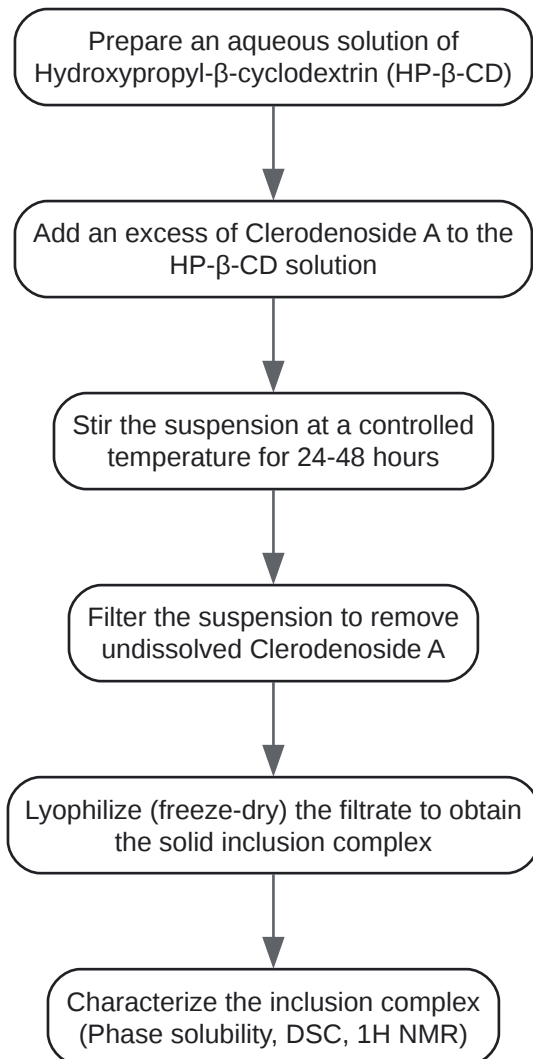 Prepare an aqueous solution of
Hydroxypropyl-β-cyclodextrin (HP-β-CD)
Add an excess of Clerodenoside A to the
HP-β-CD solution
Stir the suspension at a controlled
temperature for 24-48 hours
Filter the suspension to remove
undissolved Clerodenoside A
Lyophilize (freeze-dry) the filtrate to obtain
the solid inclusion complex
Characterize the inclusion complex
(Phase solubility, DSC, 1H NMR)